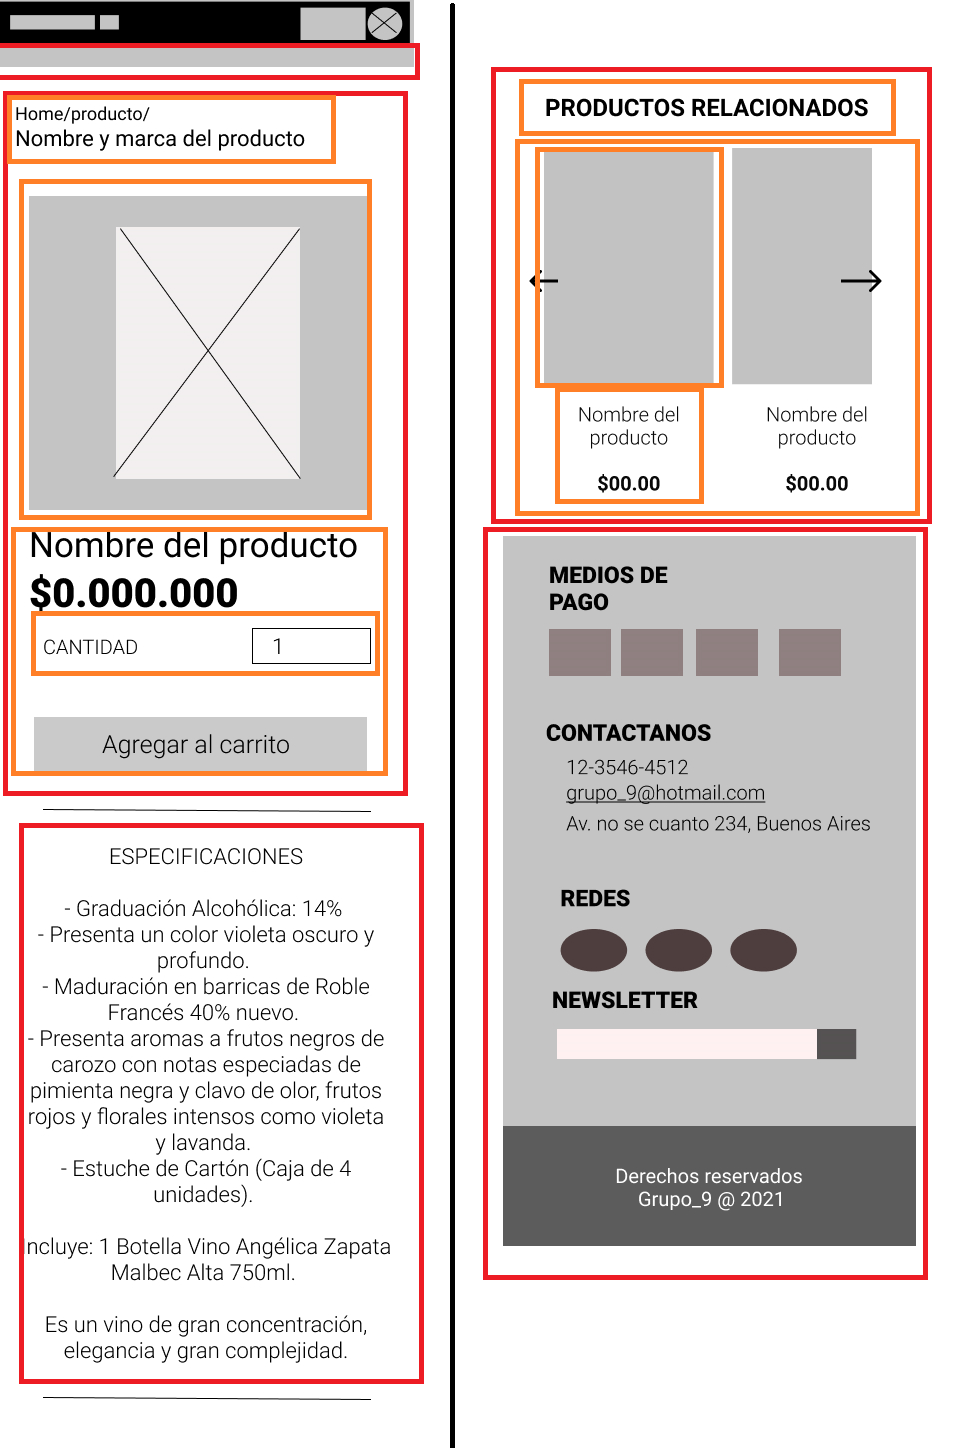 Home/producto/
Nombre y marca del producto
Nombre del producto
$0.000.000
CANTIDAD 1
Agregar al carrito
ESPECIFICACIONES
- Graduación Alcohólica: 14%
- Presenta un color violeta oscuro y
profundo.
- Maduración en barricas de Roble
Francés 40% nuevo.
- Presenta aromas a frutos negros de
carozo con notas especiadas de
pimienta negra y clavo de olor, frutos
rojos y florales intensos como violeta
y lavanda.
- Estuche de Cartón (Caja de 4
unidades).
Incluye: 1 Botella Vino Angélica Zapata
Malbec Alta 750ml.
Es un vino de gran concentración,
elegancia y gran complejidad.
PRODUCTOS RELACIONADOS
Nombre del
producto
$00.00
Nombre del
producto
$00.00
MEDIOS DE
PAGO
CONTACTANOS
12-3546-4512
grupo_9@hotmail.com
Av. no se cuanto 234, Buenos Aires
REDES
NEWSLETTER
Derechos reservados
Grupo_9 @ 2021